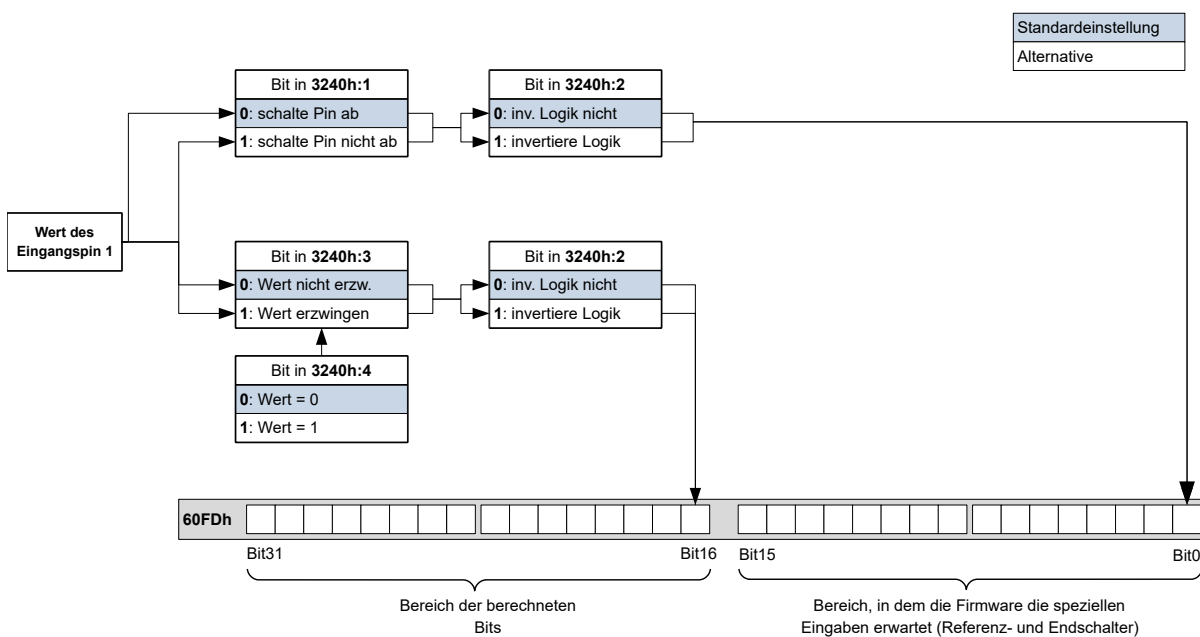 Standardeinstellung
Alternative
Bit in 3240h:1
0: schalte Pin ab
1: schalte Pin nicht ab
Bit in 3240h:2
0: inv. Logik nicht
1: invertiere Logik
Wert des
Eingangspin 1
Bit in 3240h:3
0: Wert nicht erzw.
1: Wert erzwingen
Bit in 3240h:2
0: inv. Logik nicht
1: invertiere Logik
Bit in 3240h:4
0: Wert = 0
1: Wert = 1
60FDh
Bit31
Bit16
Bit15
Bit0
Bereich der berechneten
Bits
Bereich, in dem die Firmware die speziellen
Eingaben erwartet (Referenz- und Endschalter)